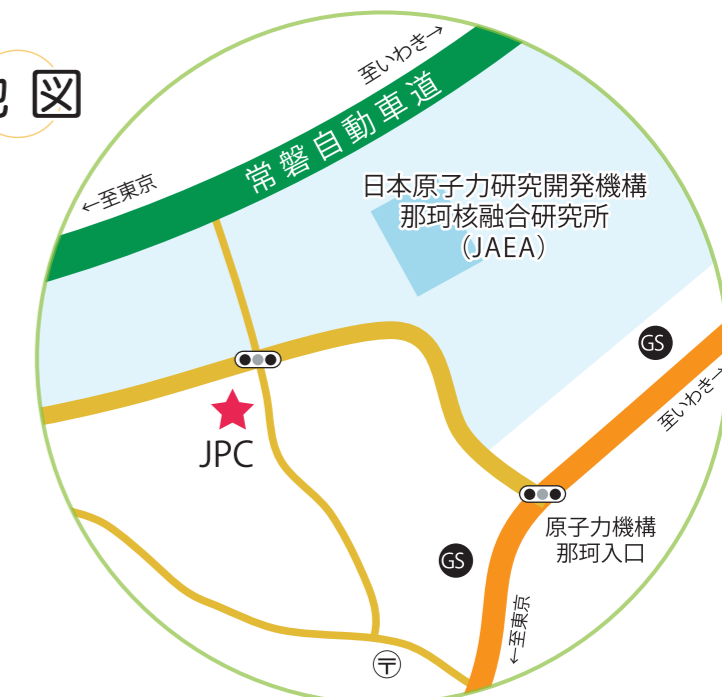 図
至いわき→
常磐自動車道
←至東京
日本原子力研究開発機構
那珂核融合研究所
（JAEA）
GS
至いわき→
JPC
原子力機構
那珂入口
GS
←至東京
〒